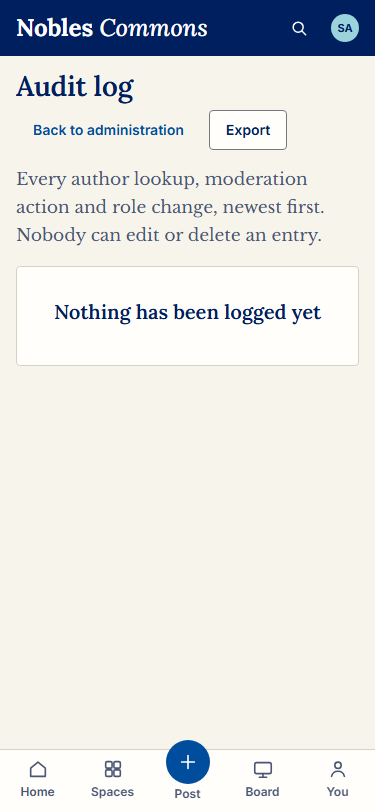 Nobles Commons
SA
Audit log
Back to administration
Export
Every author lookup, moderation
action and role change, newest first.
Nobody can edit or delete an entry.
Nothing has been logged yet
Home
Spaces
Post
Board
You